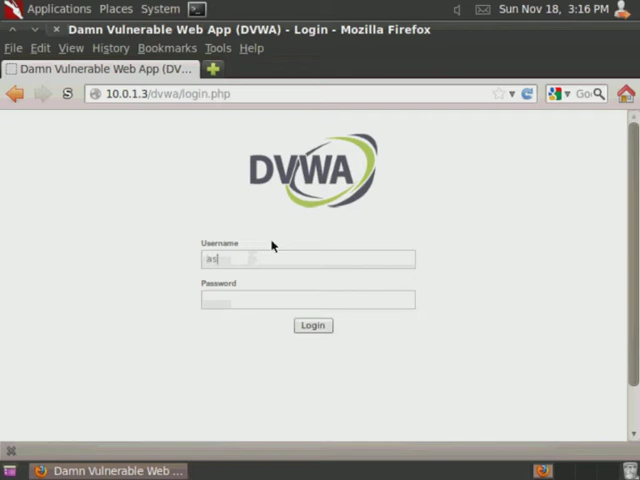 Applications Places System Sun Nov 18, 3:16 PM
Damn Vulnerable Web App (DVWA) - Login - Mozilla Firefox
File Edit View History Bookmarks Tools Help
Damn Vulnerable Web App (DV...
10.0.1.3/dvwa/login.php Goo
DVWA
Username
as
Password
Login
Damn Vulnerable Web ...